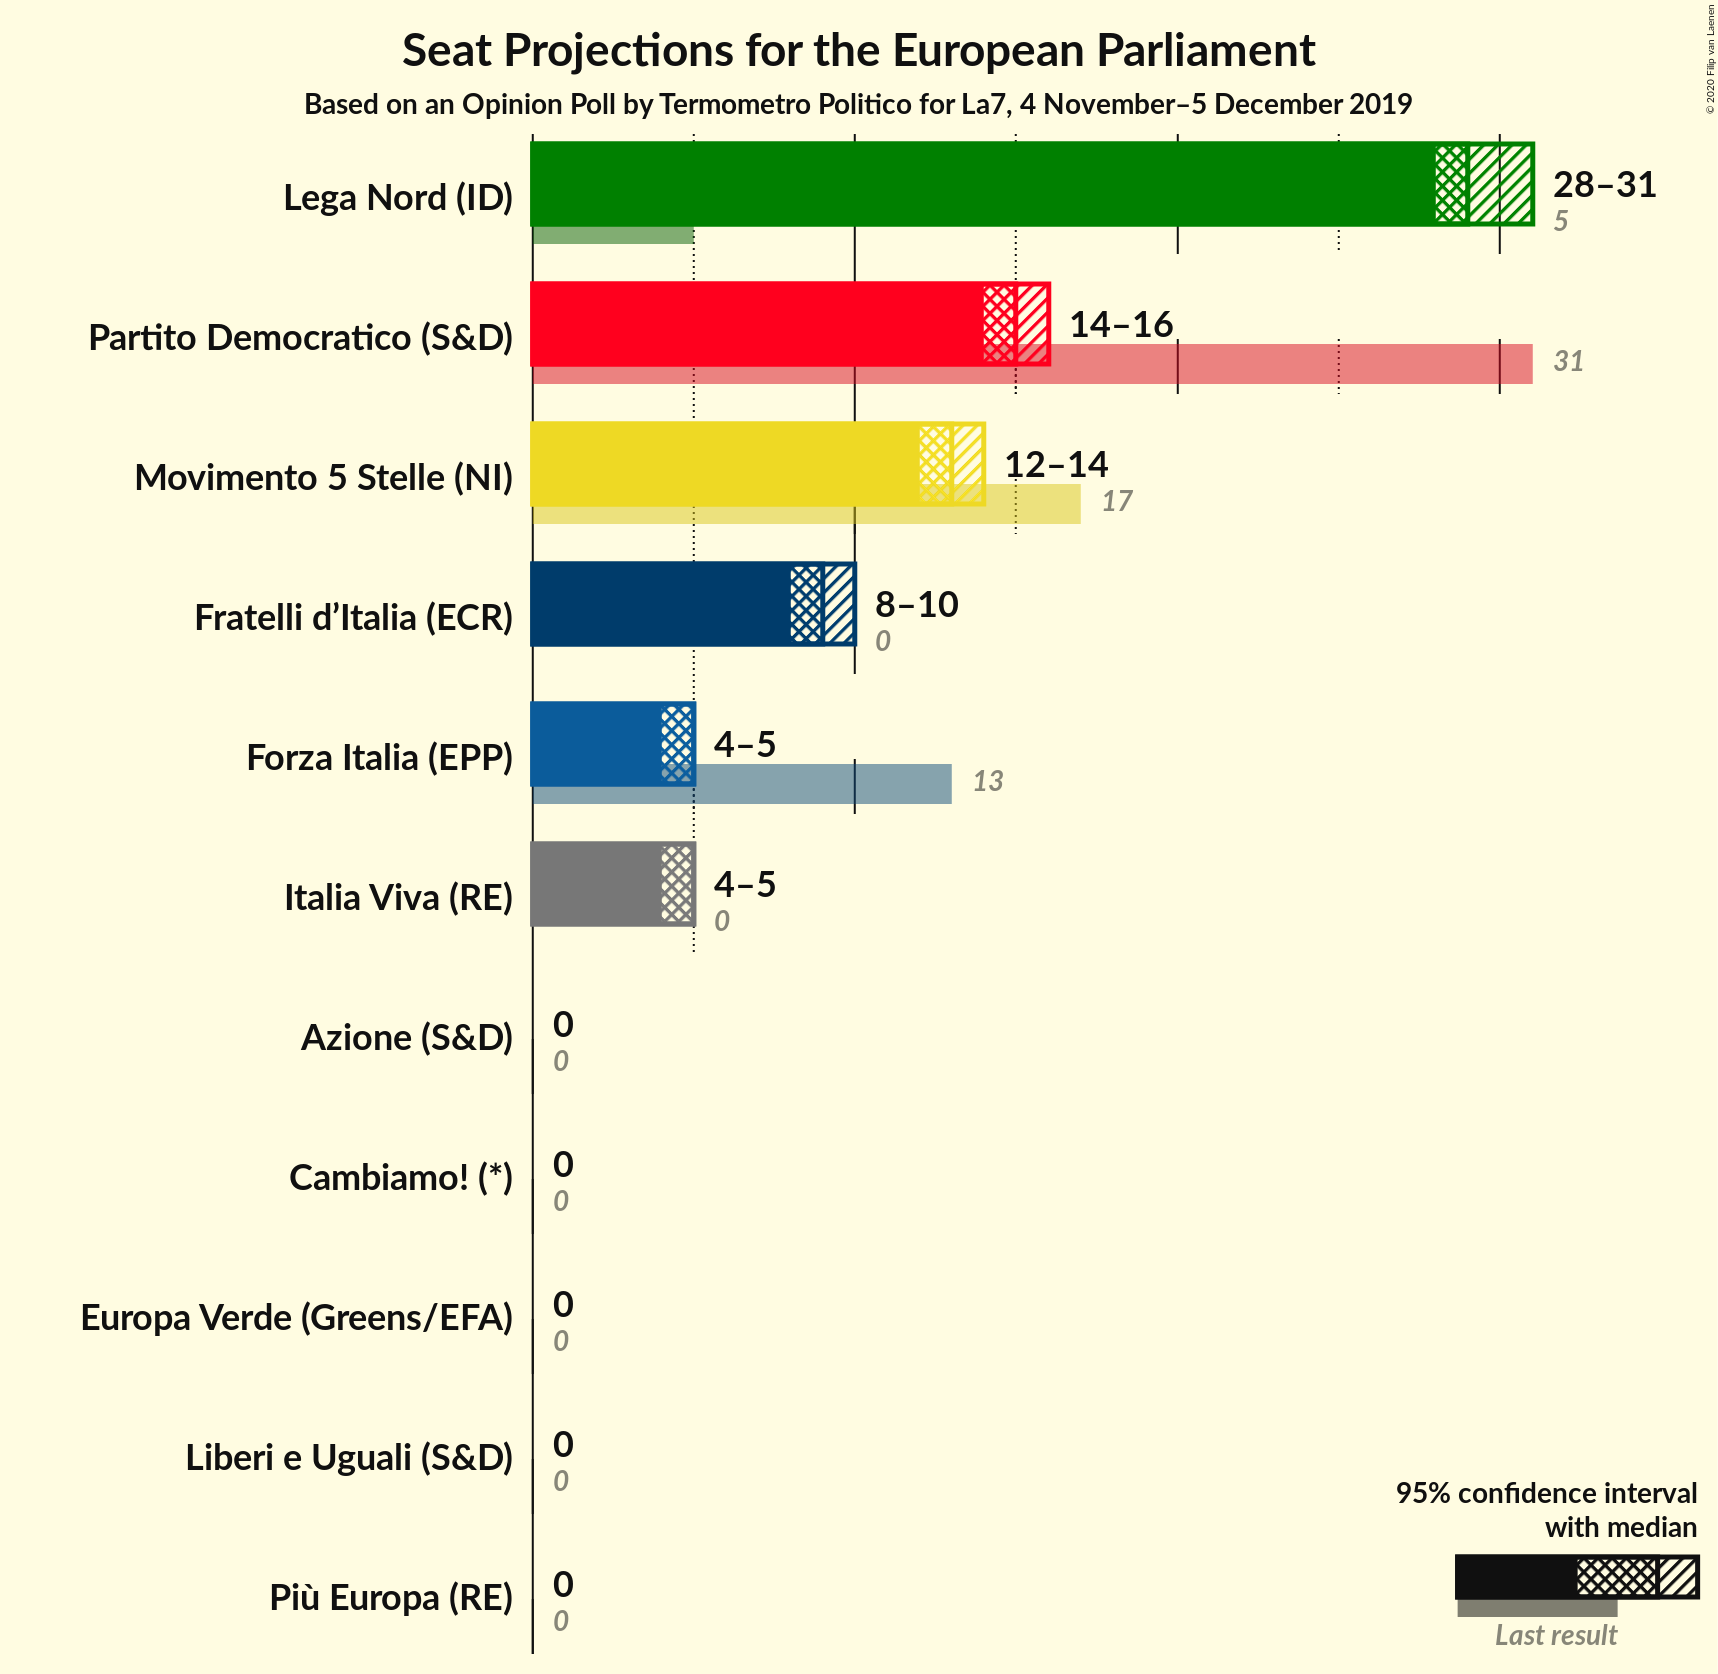 Seat Projections for the European Parliament
Based on an Opinion Poll by Termometro Politico for La7, 4 November–5 December 2019
© 2020 Filip van Laenen
Lega Nord (ID)
28–31
5
Partito Democratico (S&D)
14–16
31
Movimento 5 Stelle (NI)
12–14
17
Fratelli d’Italia (ECR)
8–10
0
Forza Italia (EPP)
4–5
13
Italia Viva (RE)
4–5
0
Azione (S&D)
0
0
Cambiamo! (*)
0
0
Europa Verde (Greens/EFA)
0
0
Liberi e Uguali (S&D)
0
0
Più Europa (RE)
0
0
95% confidence interval
with median
Last result